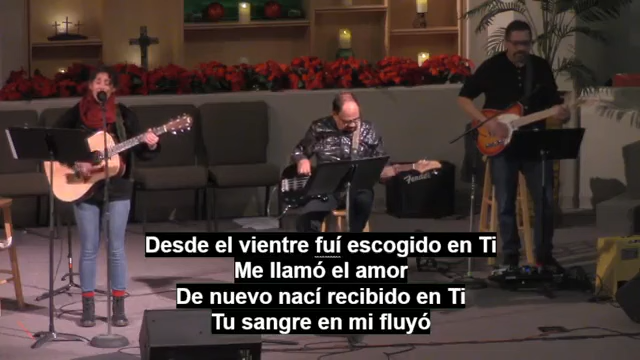 Fender
Desde el vientre fuí escogido en Ti
Me llamó el amor
De nuevo nací recibido en Ti
Tu sangre en mi fluyó